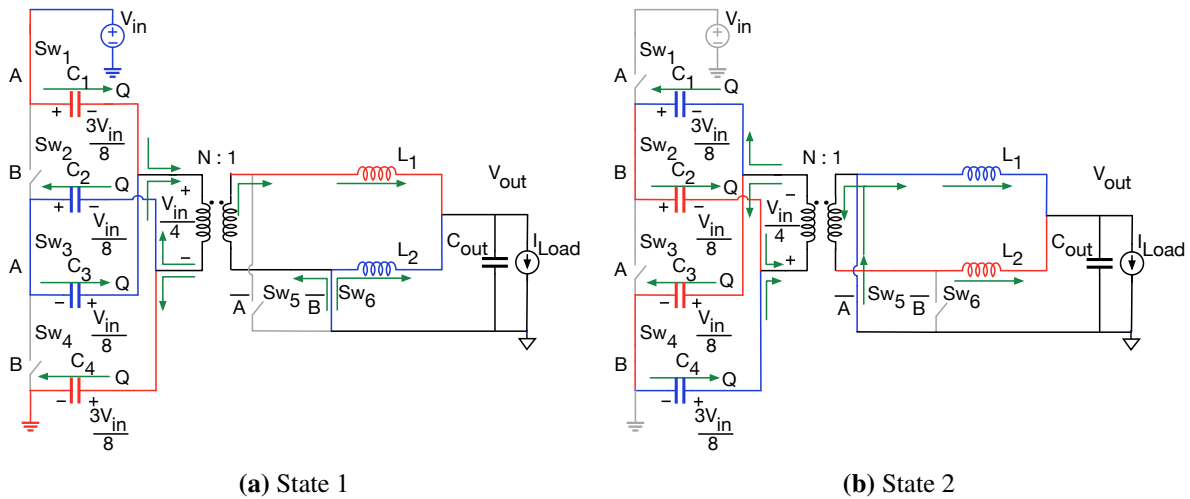 V_in
Sw_1
A
C_1
Q
+
−
3V_in
8
Sw_2
N : 1
L_1
V_out
B
C_2
Q
+
+
−
V_in
4
V_in
8
Sw_3
−
L_2
C_out
I_Load
A
C_3
Q
−
+
V_in
8
A
Sw_5
B
Sw_6
Sw_4
B
C_4
Q
−
+
3V_in
8
(a) State 1
V_in
Sw_1
A
C_1
Q
+
−
3V_in
8
Sw_2
N : 1
L_1
V_out
B
C_2
Q
−
+
−
V_in
4
V_in
8
Sw_3
+
L_2
C_out
I_Load
A
C_3
Q
−
+
V_in
8
A
Sw_5
B
Sw_6
Sw_4
B
C_4
Q
−
+
3V_in
8
(b) State 2